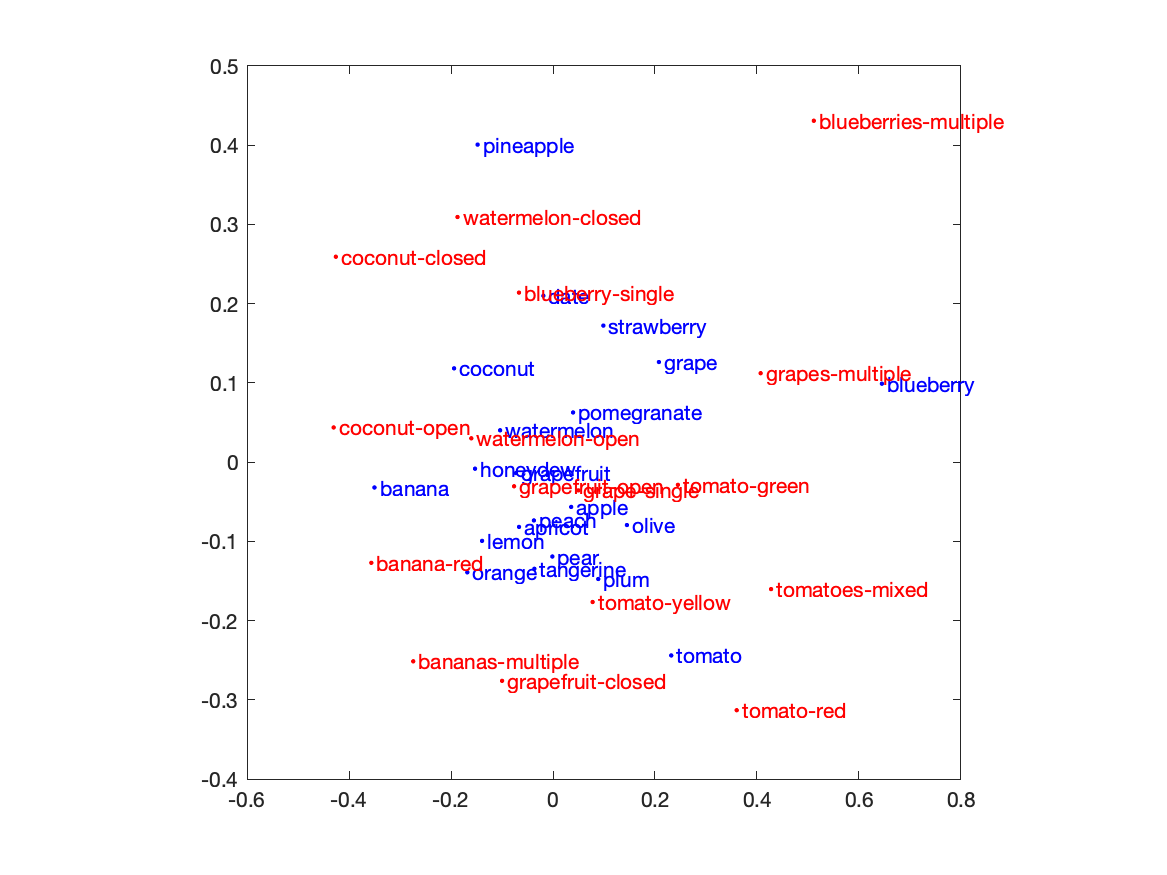 0.5
blueberries-multiple
0.4
pineapple
0.3
watermelon-closed
coconut-closed
blueberry-single
0.2
date
strawberry
grape
coconut
grapes-multiple
0.1
blueberry
pomegranate
coconut-open
watermelon
watermelon-open
0
honeydew
grapefruit
banana
grapefruit-open
grape-single
tomato-green
apple
peach
apricot
olive
-0.1
lemon
pear
banana-red
orange
tangerine
plum
tomatoes-mixed
tomato-yellow
-0.2
tomato
bananas-multiple
grapefruit-closed
-0.3
tomato-red
-0.4
-0.6 -0.4 -0.2 0 0.2 0.4 0.6 0.8